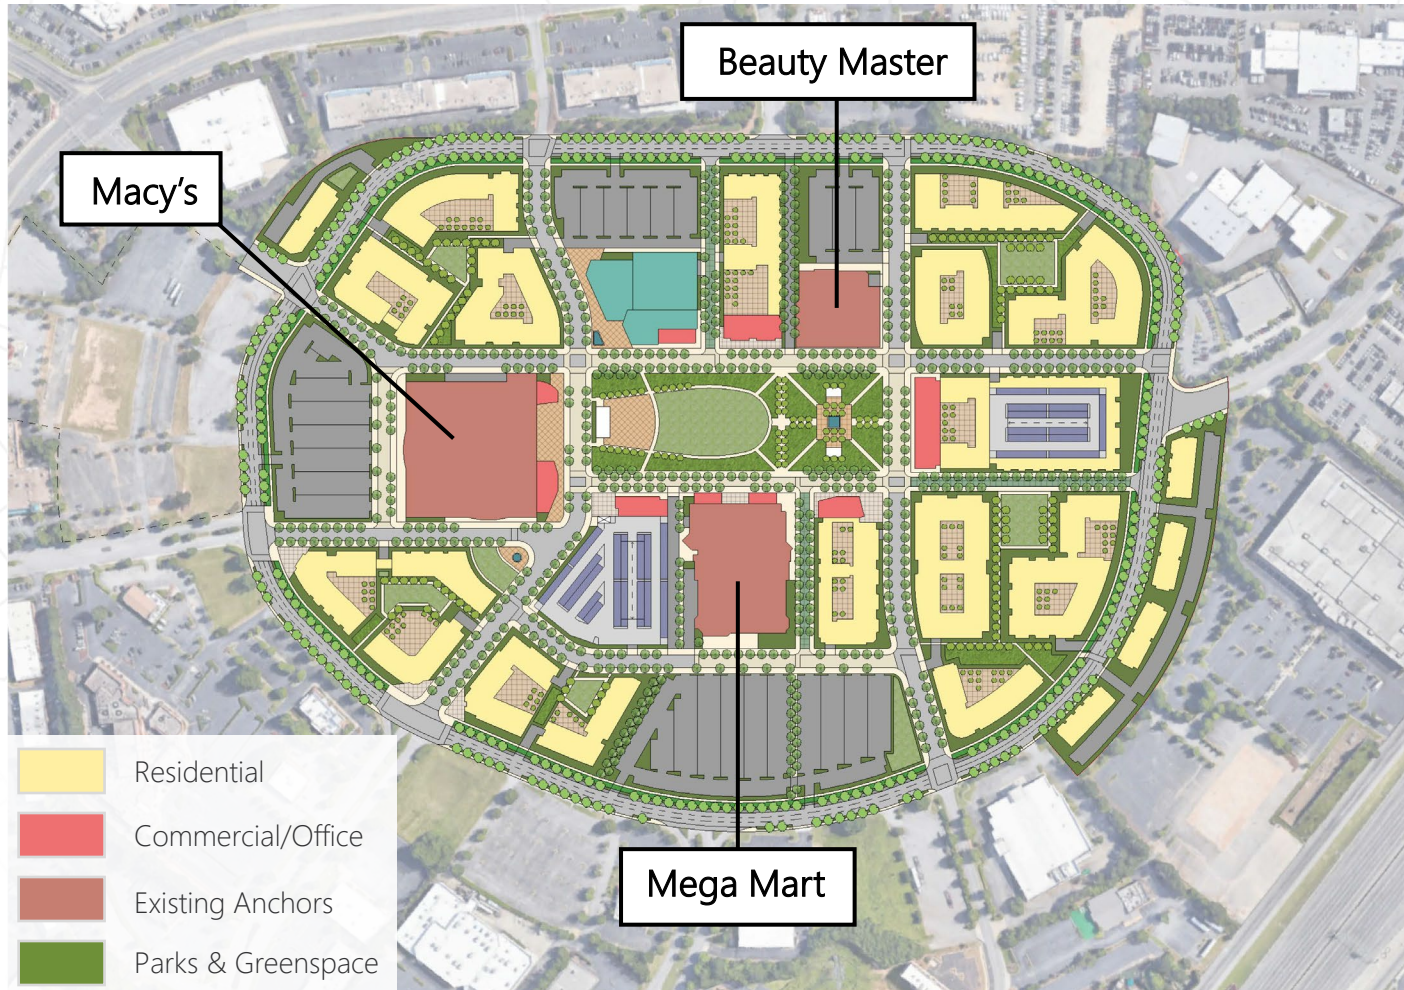 Beauty Master
Macy's
Mega Mart
Residential
Commercial/Office
Existing Anchors
Parks & Greenspace